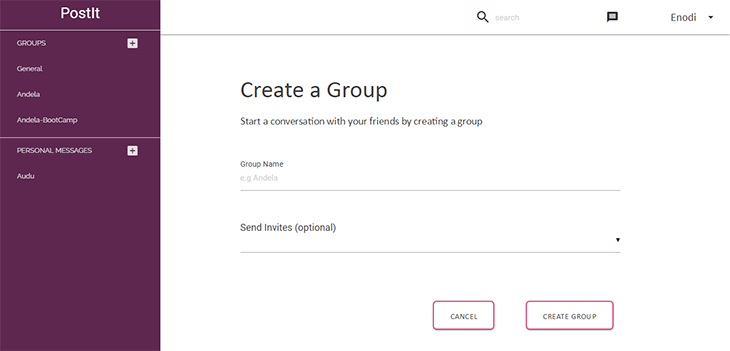 PostIt
search
Enodi
GROUPS
General
Andela
Andela-BootCamp
PERSONAL MESSAGES
Audu
Create a Group
Start a conversation with your friends by creating a group
Group Name
e.g Andela
Send Invites (optional)
CANCEL
CREATE GROUP